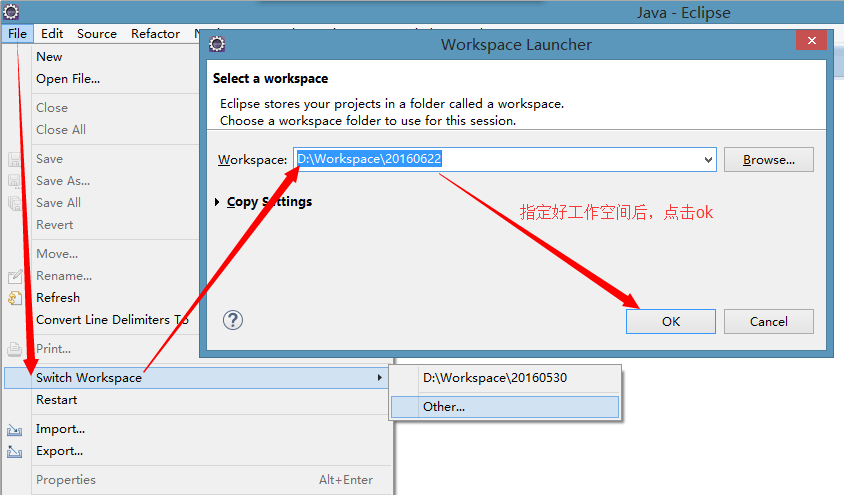 Java - Eclipse
File Edit Source Refactor
New
Open File...
Close
Close All
Save
Save As...
Save All
Revert
Move...
Rename...
Refresh
Convert Line Delimiters To
Print...
Switch Workspace
Restart
Import...
Export...
Properties Alt+Enter
Workspace Launcher
Select a workspace
Eclipse stores your projects in a folder called a workspace.
Choose a workspace folder to use for this session.
Workspace: D:\Workspace\20160622 Browse...
Copy Settings
指定好工作空间后，点击ok
OK Cancel
D:\Workspace\20160530
Other...